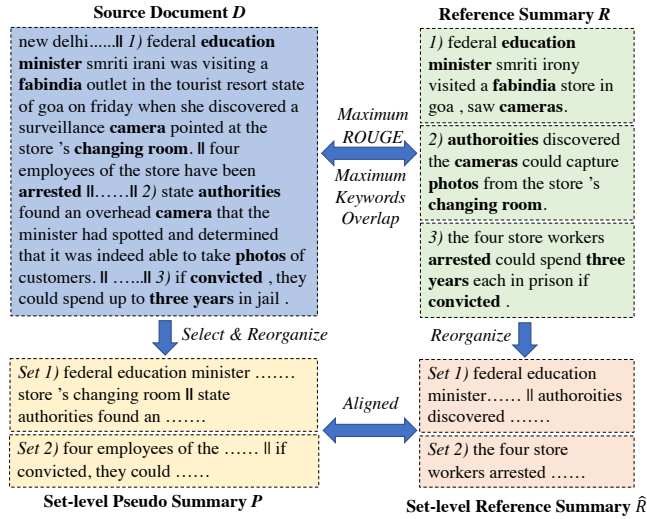 Source Document D
new delhi......|| 1) federal education
minister smriti irani was visiting a
fabindia outlet in the tourist resort state
of goa on friday when she discovered a
surveillance camera pointed at the
store 's changing room. || four
employees of the store have been
arrested ||……|| 2) state authorities
found an overhead camera that the
minister had spotted and determined
that it was indeed able to take photos of
customers. || …...|| 3) if convicted , they
could spend up to three years in jail .
Maximum
ROUGE
Maximum
Keywords
Overlap
Reference Summary R
1) federal education
minister smriti irony
visited a fabindia store in
goa , saw cameras.
2) authoroities discovered
the cameras could capture
photos from the store 's
changing room.
3) the four store workers
arrested could spend three
years each in prison if
convicted .
Select & Reorganize
Reorganize
Set 1) federal education minister …….
store 's changing room || state
authorities found an …….
Set 2) four employees of the …… || if
convicted, they could ……
Set-level Pseudo Summary P
Aligned
Set 1) federal education
minister…… || authoroities
discovered …….
Set 2) the four store
workers arrested ……
Set-level Reference Summary R̂